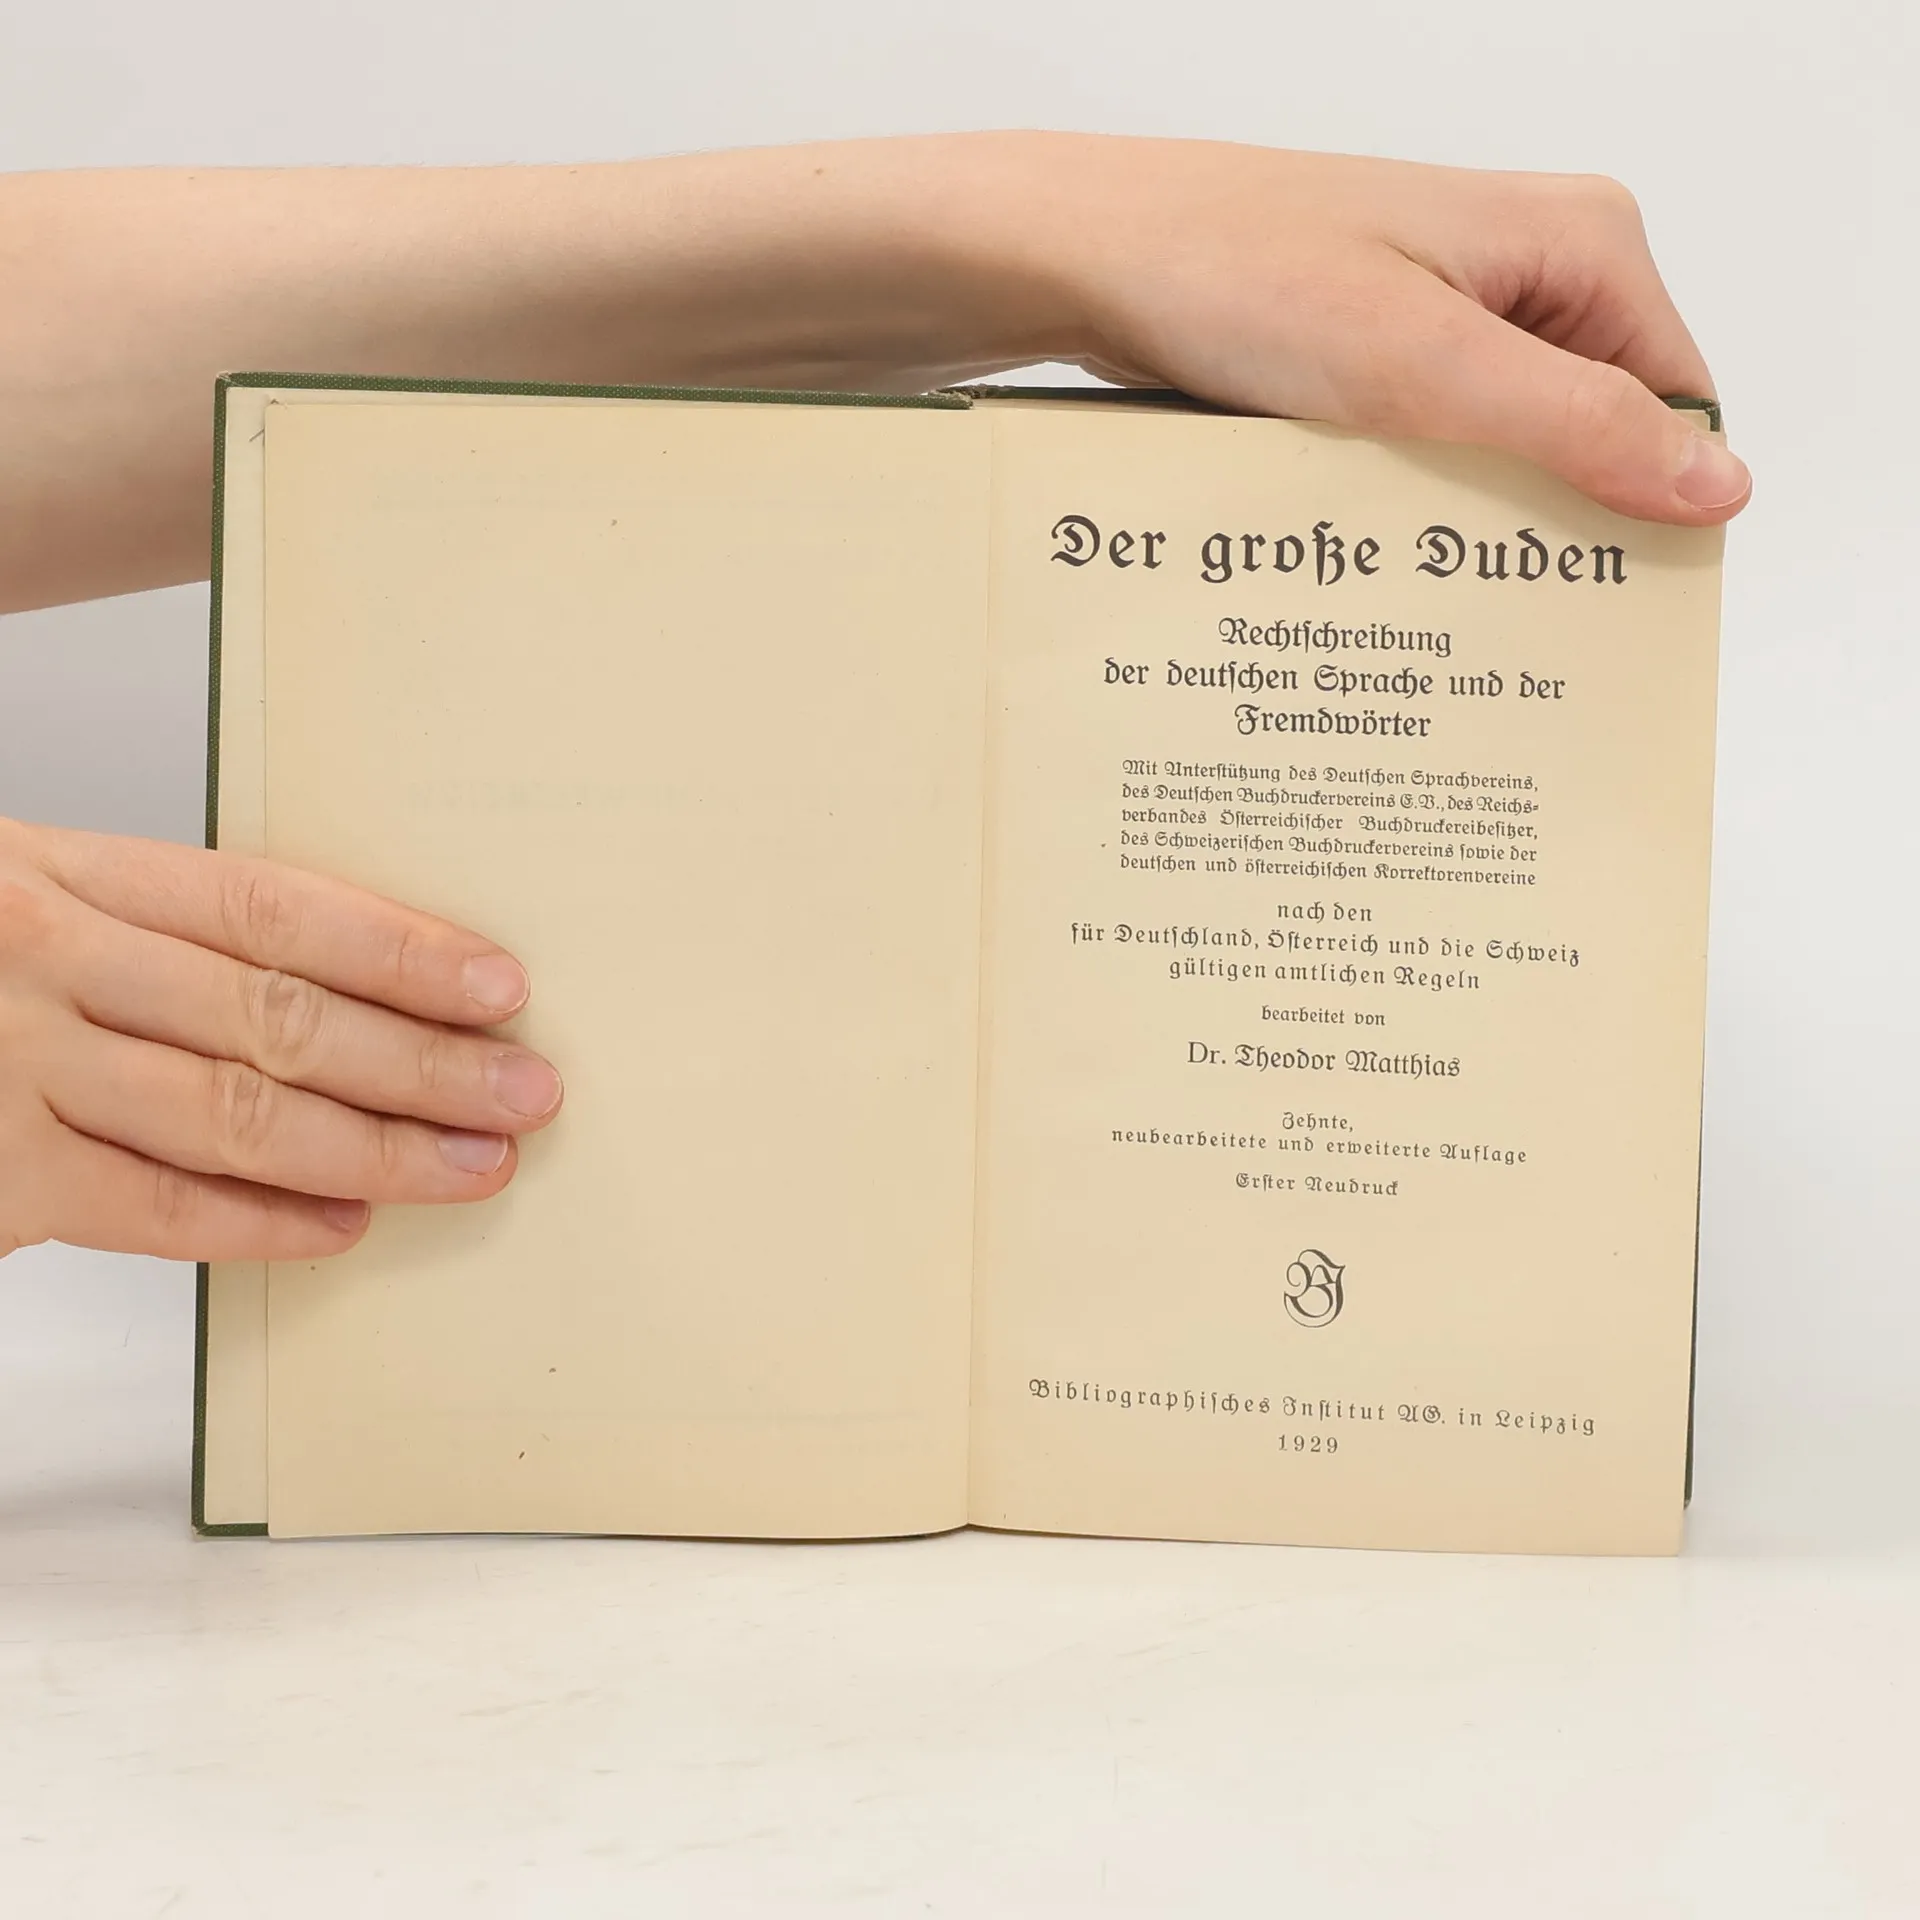 Der große Duden
Rechtſchreibung
der deutſchen Sprache und der
Fremdwörter
Mit Unterſtützung des Deutſchen Sprachvereins,
des Deutſchen Buchdruckervereins E.V., des Reichs⸗
verbandes Öſterreichiſcher Buchdruckereibeſitzer,
des Schweizeriſchen Buchdruckervereins ſowie der
deutſchen und öſterreichiſchen Korrektorenvereine
nach den
für Deutſchland, Öſterreich und die Schweiz
gültigen amtlichen Regeln
bearbeitet von
Dr. Theodor Matthias
Zehnte,
neubearbeitete und erweiterte Auflage
Erſter Neudruck
BI
Bibliographiſches Inſtitut AG. in Leipzig
1929